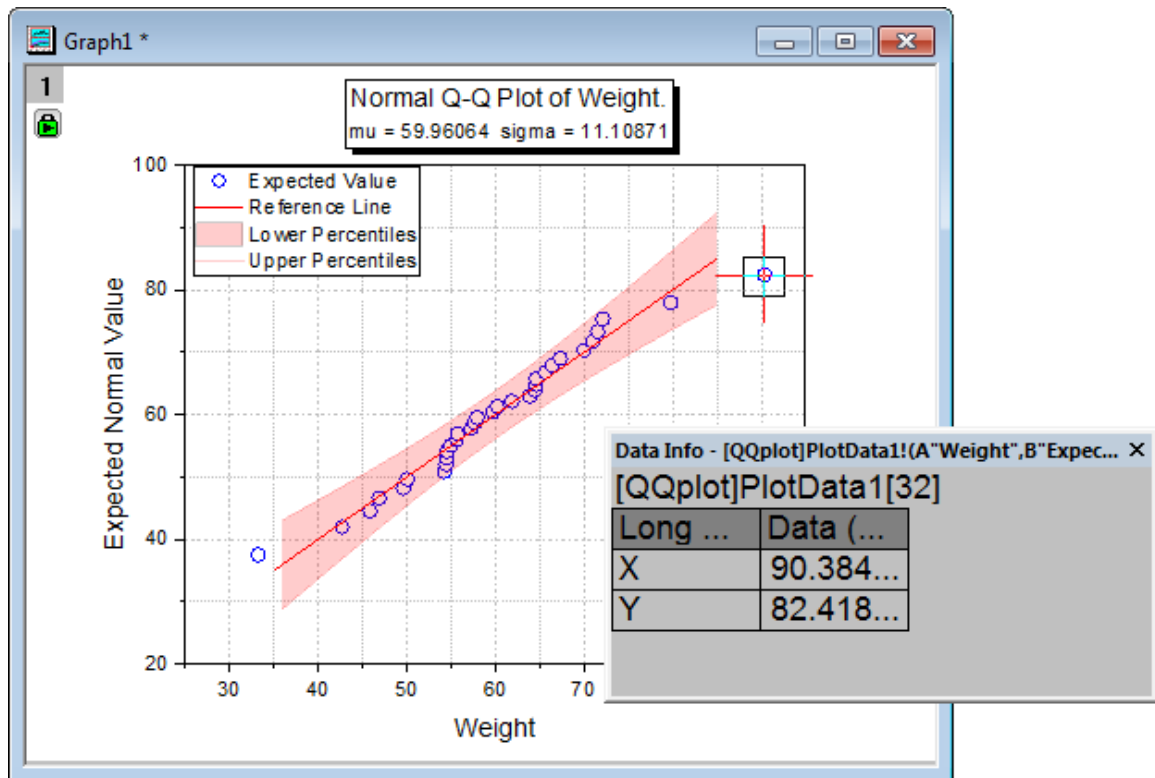 Graph1 *
1
Normal Q-Q Plot of Weight.
mu = 59.96064 sigma = 11.10871
Expected Value
Reference Line
Lower Percentiles
Upper Percentiles
100
80
60
40
20
Expected Normal Value
30 40 50 60 70
Weight
Data Info - [QQplot]PlotData1!(A"Weight",B"Expec...
[QQplot]PlotData1[32]
Long ... Data (...
X 90.384...
Y 82.418...